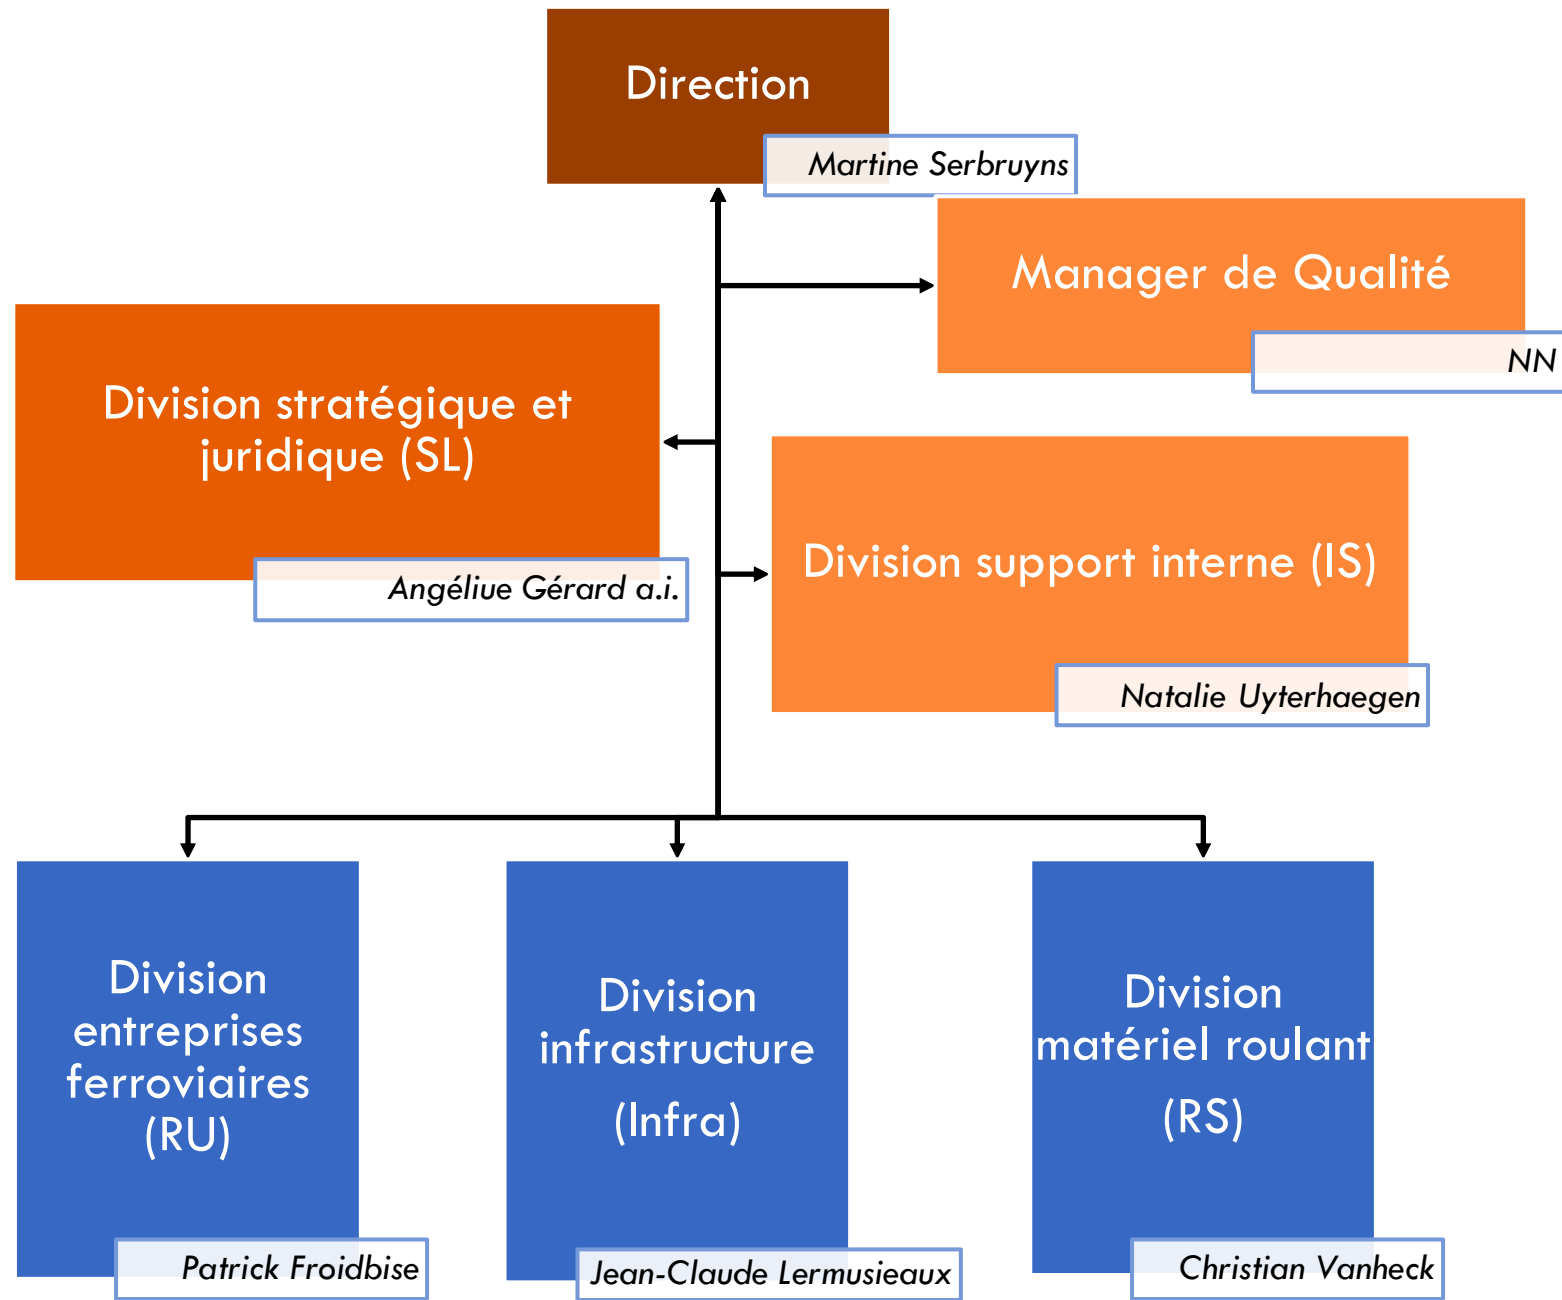 Direction
Martine Serbruyns
Manager de Qualité
NN
Division stratégique et
juridique (SL)
Angéliue Gérard a.i.
Division support interne (IS)
Natalie Uyterhaegen
Division
entreprises
ferroviaires
(RU)
Patrick Froidbise
Division
infrastructure
(Infra)
Jean-Claude Lermusieaux
Division
matériel roulant
(RS)
Christian Vanheck